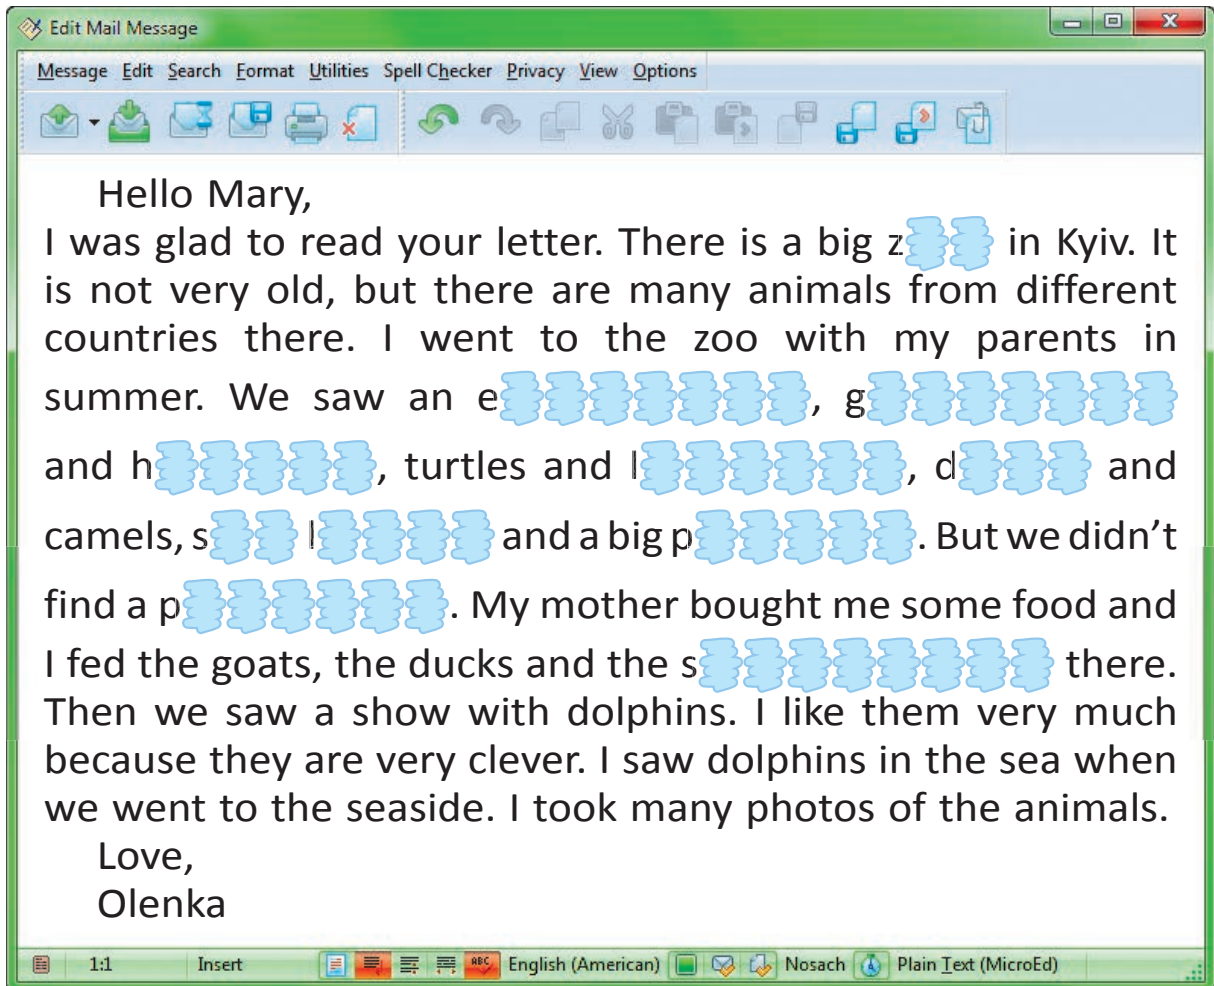 Edit Mail Message
Message Edit Search Format Utilities Spell Checker Privacy View Options
Hello Mary,
I was glad to read your letter. There is a big z in Kyiv. It
is not very old, but there are many animals from different
countries there. I went to the zoo with my parents in
summer. We saw an e, g
and h, turtles and l, d and
camels, s l and a big p. But we didn’t
find a p. My mother bought me some food and
I fed the goats, the ducks and the s there.
Then we saw a show with dolphins. I like them very much
because they are very clever. I saw dolphins in the sea when
we went to the seaside. I took many photos of the animals.
Love,
Olenka
1:1 Insert ABC English (American) Nosach Plain Text (MicroEd)